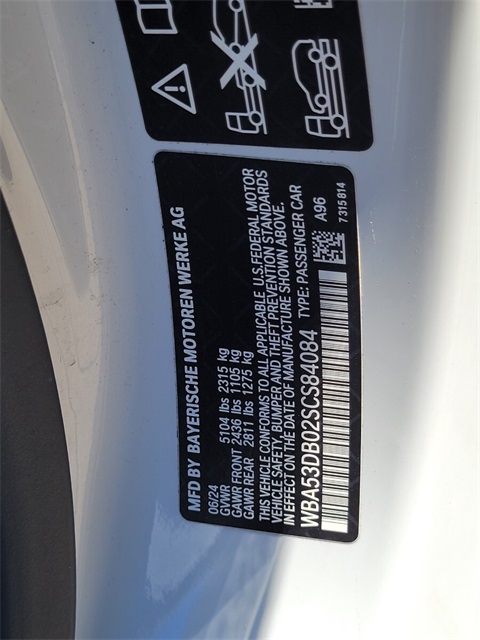 MFD BY BAYERISCHE MOTOREN WERKE AG
06/24
GVWR 5104 lbs 2315 kg
GAWR FRONT 2436 lbs 1105 kg
GAWR REAR 2811 lbs 1275 kg
THIS VEHICLE CONFORMS TO ALL APPLICABLE U.S.FEDERAL MOTOR
VEHICLE SAFETY, BUMPER AND THEFT PREVENTION STANDARDS
IN EFFECT ON THE DATE OF MANUFACTURE SHOWN ABOVE.
WBA53DB02SCS84084 TYPE: PASSENGER CAR
A96
7 315 814